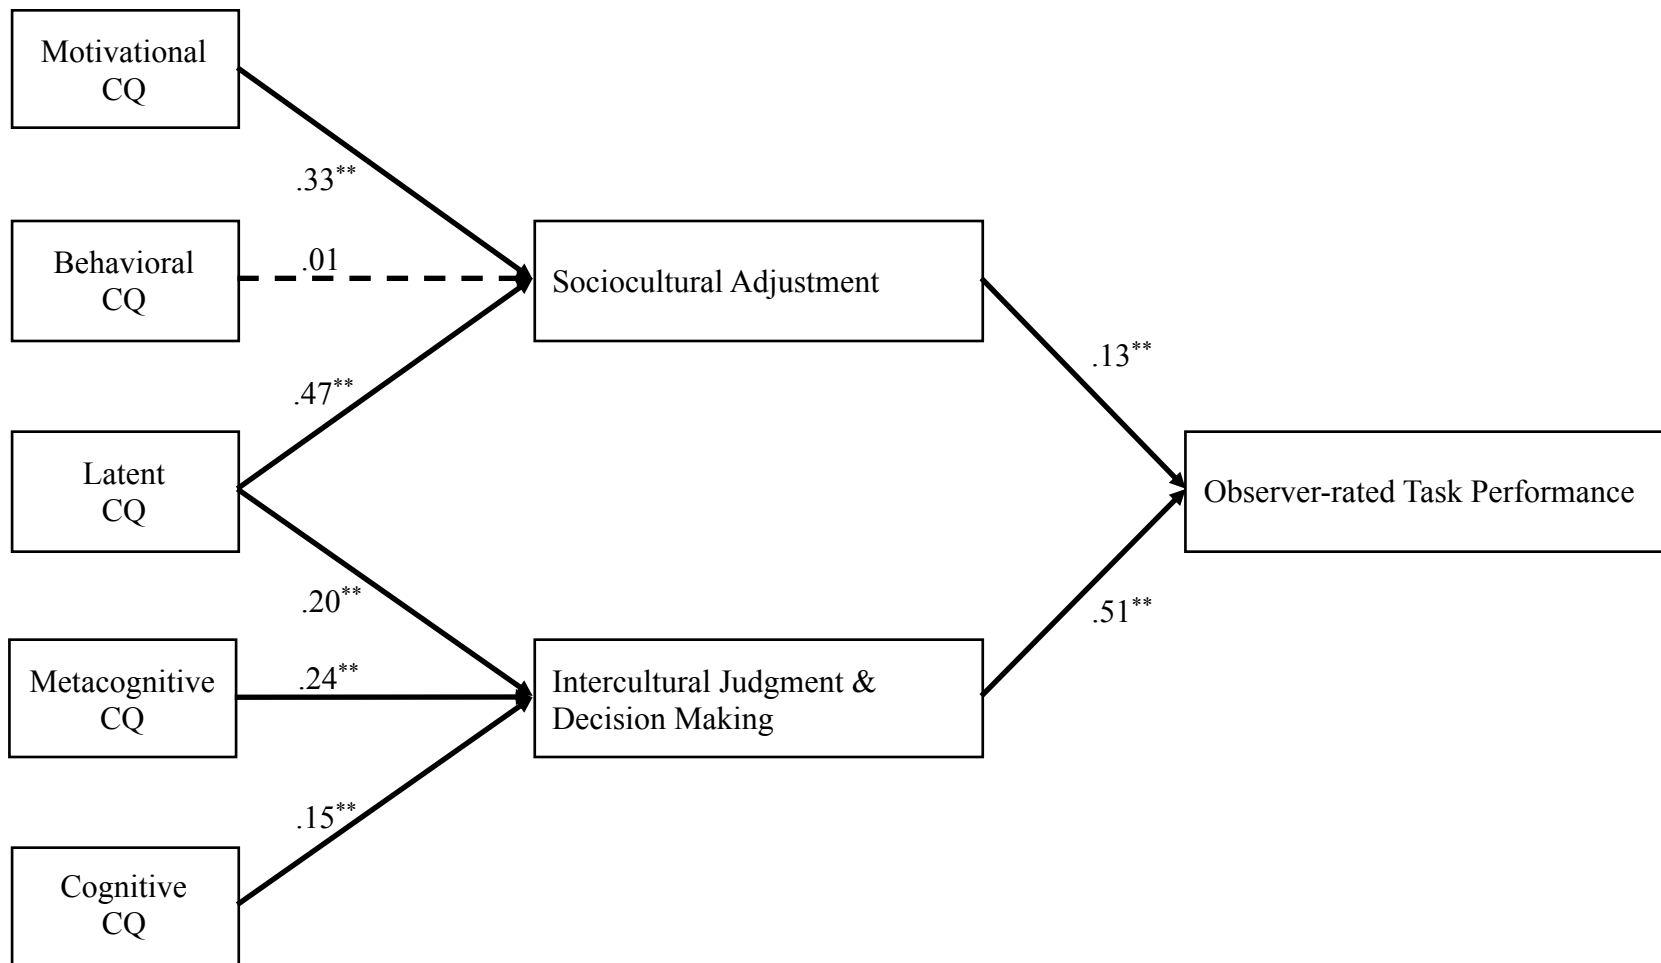 Motivational
CQ
.33**
Behavioral
CQ
.01
Sociocultural Adjustment
.47**
.13**
Latent
CQ
Observer-rated Task Performance
.20**
.51**
Metacognitive
CQ
.24**
Intercultural Judgment &
Decision Making
.15**
Cognitive
CQ